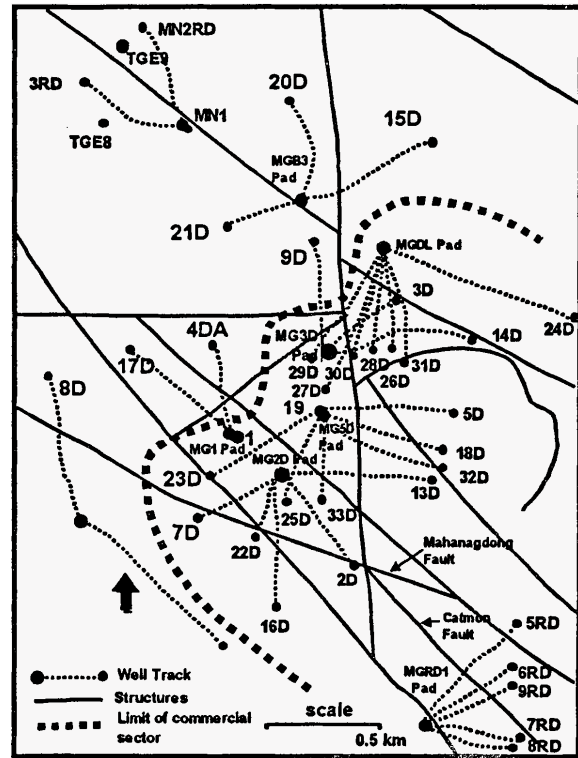 MN2RD
TGE9
3RD
20D
MN1
TGE8
15D
MGB3
Pad
21D
9D
MGDL Pad
3D
24D
4DA
MG3D
Pad
14D
17D
29D
30D
28D
31D
26D
8D
27D
19
5D
MG5D
Pad
1
MG1 Pad
MG2D Pad
18D
23D
32D
13D
7D
25D
33D
22D
2D
Mahanagdong
Fault
16D
Catmon
Fault
5RD
MGRD1
Pad
6RD
9RD
7RD
8RD
Well Track
Structures
Limit of commercial
sector
scale
0.5 km